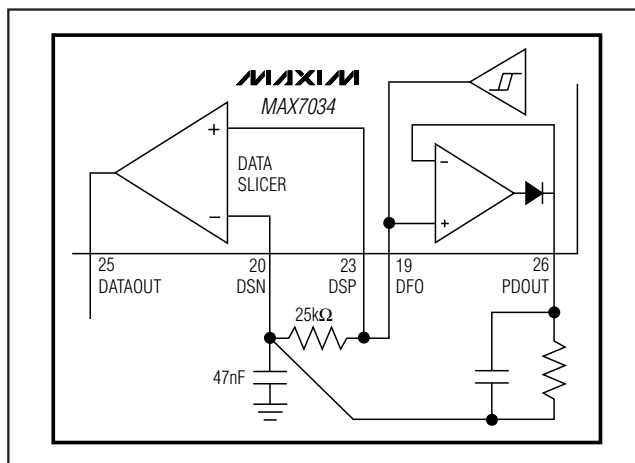 MAXIM
MAX7034
+
DATA
SLICER
−
−
+
25
DATAOUT
20
DSN
23
DSP
19
DFO
26
PDOUT
25kΩ
47nF